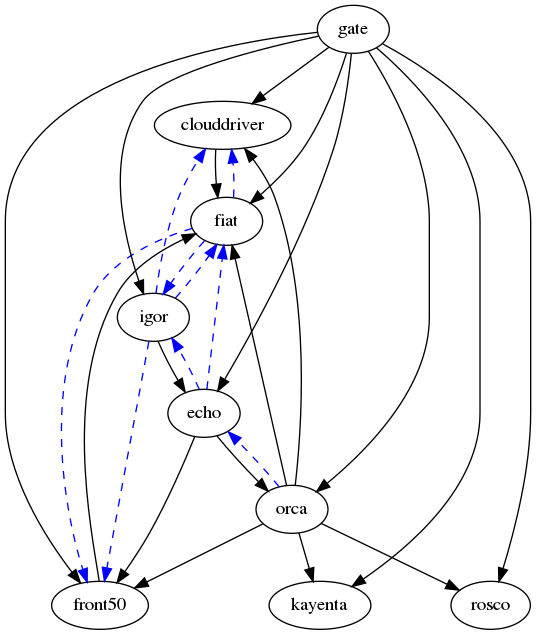 gate
clouddriver
fiat
igor
echo
orca
front50
kayenta
rosco